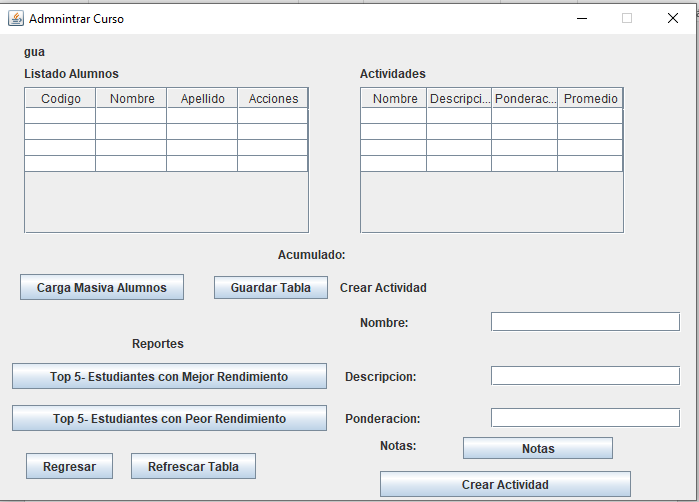 Admnintrar Curso
gua
Listado Alumnos
Actividades
Codigo Nombre Apellido Acciones
Nombre Descripci... Ponderac... Promedio
Acumulado:
Carga Masiva Alumnos
Guardar Tabla
Crear Actividad
Nombre:
Reportes
Top 5- Estudiantes con Mejor Rendimiento
Descripcion:
Top 5- Estudiantes con Peor Rendimiento
Ponderacion:
Notas:
Notas
Regresar
Refrescar Tabla
Crear Actividad